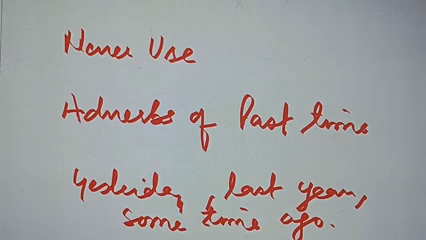 Never Use
Adverbs of Past time
Yesterday, last year,
some time ago.